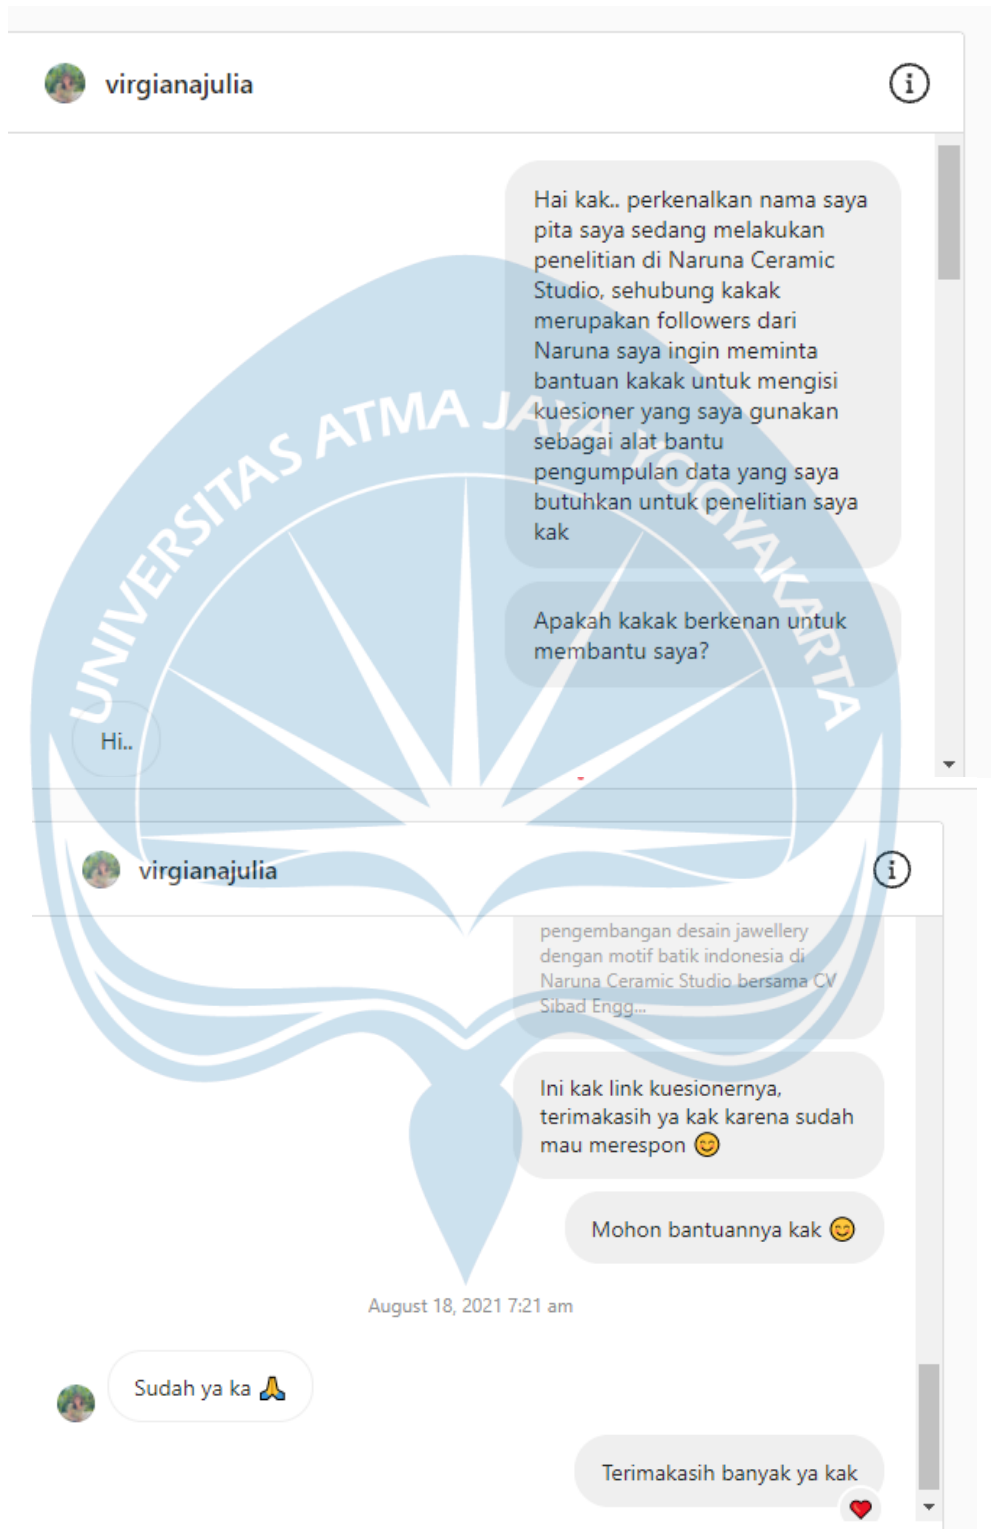 virgianajulia
Hai kak.. perkenalkan nama saya
pita saya sedang melakukan
penelitian di Naruna Ceramic
Studio, sehubung kakak
merupakan followers dari
Naruna saya ingin meminta
bantuan kakak untuk mengisi
kuesioner yang saya gunakan
sebagai alat bantu
pengumpulan data yang saya
butuhkan untuk penelitian saya
kak
Apakah kakak berkenan untuk
membantu saya?
Hi..
UNIVERSITAS ATMA JAYA YOGYAKARTA
virgianajulia
pengembangan desain jawellery
dengan motif batik indonesia di
Naruna Ceramic Studio bersama CV
Sibad Engg...
Ini kak link kuesionernya,
terimakasih ya kak karena sudah
mau merespon 😊
Mohon bantuannya kak 😊
August 18, 2021 7:21 am
Sudah ya ka 🙏
Terimakasih banyak ya kak